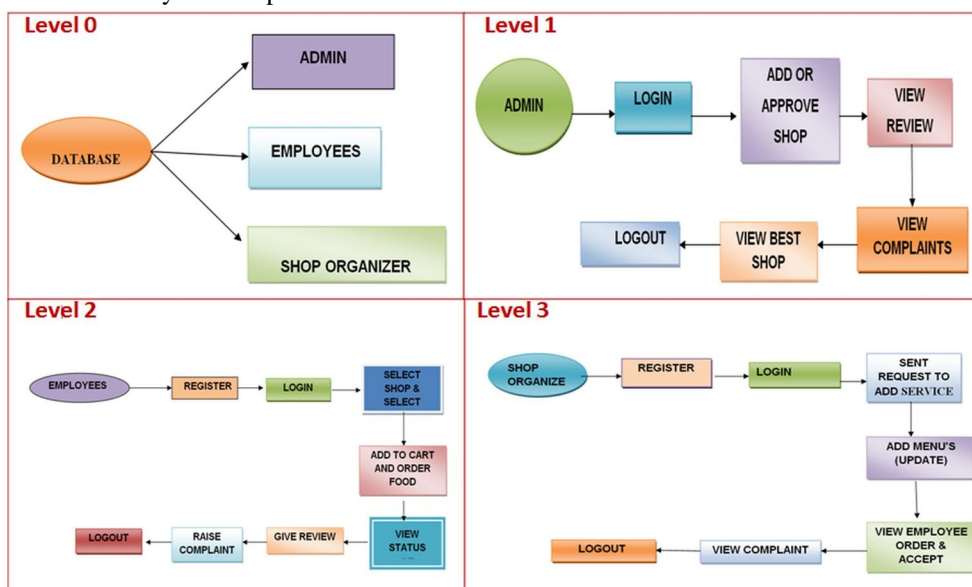 Level 0
ADMIN
DATABASE
EMPLOYEES
SHOP ORGANIZER
Level 1
ADMIN
LOGIN
ADD OR
APPROVE
SHOP
VIEW
REVIEW
VIEW
COMPLAINTS
VIEW BEST
SHOP
LOGOUT
Level 2
EMPLOYEES
REGISTER
LOGIN
SELECT
SHOP &
SELECT
ADD TO CART
AND ORDER
FOOD
VIEW
STATUS
GIVE REVIEW
RAISE
COMPLAINT
LOGOUT
Level 3
SHOP
ORGANIZE
REGISTER
LOGIN
SENT
REQUEST TO
ADD SERVICE
ADD MENU'S
(UPDATE)
VIEW EMPLOYEE
ORDER &
ACCEPT
VIEW COMPLAINT
LOGOUT